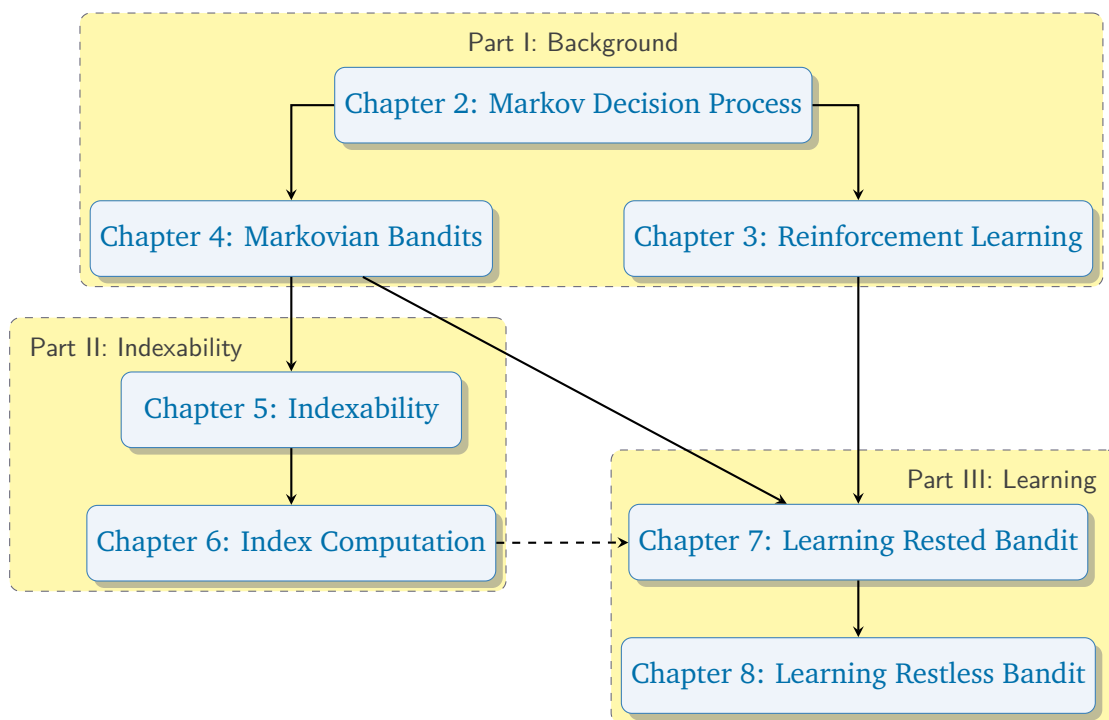 Part I: Background
Chapter 2: Markov Decision Process
Chapter 4: Markovian Bandits
Chapter 3: Reinforcement Learning
Part II: Indexability
Chapter 5: Indexability
Chapter 6: Index Computation
Part III: Learning
Chapter 7: Learning Rested Bandit
Chapter 8: Learning Restless Bandit